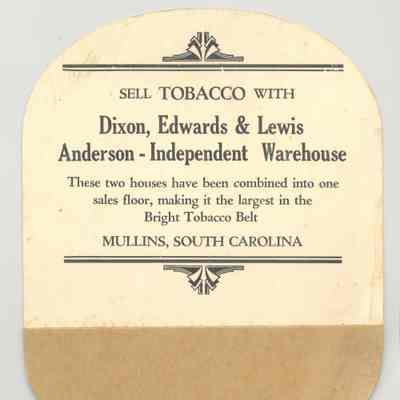 SELL TOBACCO WITH
Dixon, Edwards & Lewis
Anderson - Independent Warehouse
These two houses have been combined into one
sales floor, making it the largest in the
Bright Tobacco Belt
MULLINS, SOUTH CAROLINA